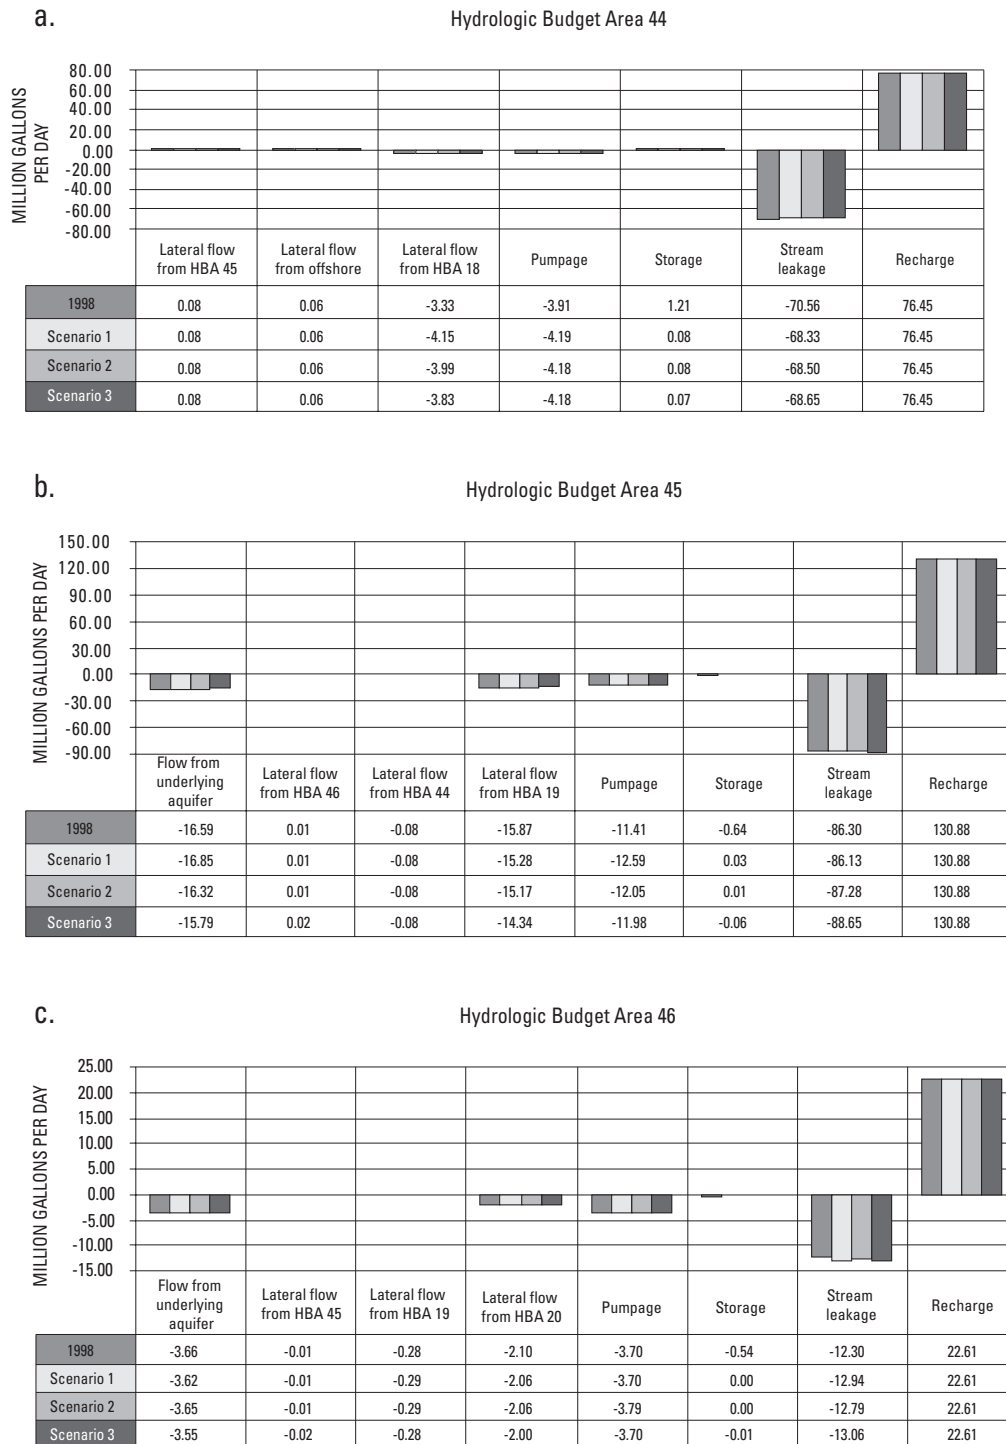 a.
Hydrologic Budget Area 44
MILLION GALLONS
PER DAY
80.00
60.00
40.00
20.00
0.00
-20.00
-40.00
-60.00
-80.00
Lateral flow
from HBA 45
Lateral flow
from offshore
Lateral flow
from HBA 18
Pumpage
Storage
Stream
leakage
Recharge
1998 0.08 0.06 -3.33 -3.91 1.21 -70.56 76.45
Scenario 1 0.08 0.06 -4.15 -4.19 0.08 -68.33 76.45
Scenario 2 0.08 0.06 -3.99 -4.18 0.08 -68.50 76.45
Scenario 3 0.08 0.06 -3.83 -4.18 0.07 -68.65 76.45
b.
Hydrologic Budget Area 45
MILLION GALLONS PER DAY
150.00
120.00
90.00
60.00
30.00
0.00
-30.00
-60.00
-90.00
Flow from
underlying
aquifer
Lateral flow
from HBA 46
Lateral flow
from HBA 44
Lateral flow
from HBA 19
Pumpage
Storage
Stream
leakage
Recharge
1998 -16.59 0.01 -0.08 -15.87 -11.41 -0.64 -86.30 130.88
Scenario 1 -16.85 0.01 -0.08 -15.28 -12.59 0.03 -86.13 130.88
Scenario 2 -16.32 0.01 -0.08 -15.17 -12.05 0.01 -87.28 130.88
Scenario 3 -15.79 0.02 -0.08 -14.34 -11.98 -0.06 -88.65 130.88
c.
Hydrologic Budget Area 46
MILLION GALLONS PER DAY
25.00
20.00
15.00
10.00
5.00
0.00
-5.00
-10.00
-15.00
Flow from
underlying
aquifer
Lateral flow
from HBA 45
Lateral flow
from HBA 19
Lateral flow
from HBA 20
Pumpage
Storage
Stream
leakage
Recharge
1998 -3.66 -0.01 -0.28 -2.10 -3.70 -0.54 -12.30 22.61
Scenario 1 -3.62 -0.01 -0.29 -2.06 -3.70 0.00 -12.94 22.61
Scenario 2 -3.65 -0.01 -0.29 -2.06 -3.79 0.00 -12.79 22.61
Scenario 3 -3.55 -0.02 -0.28 -2.00 -3.70 -0.01 -13.06 22.61